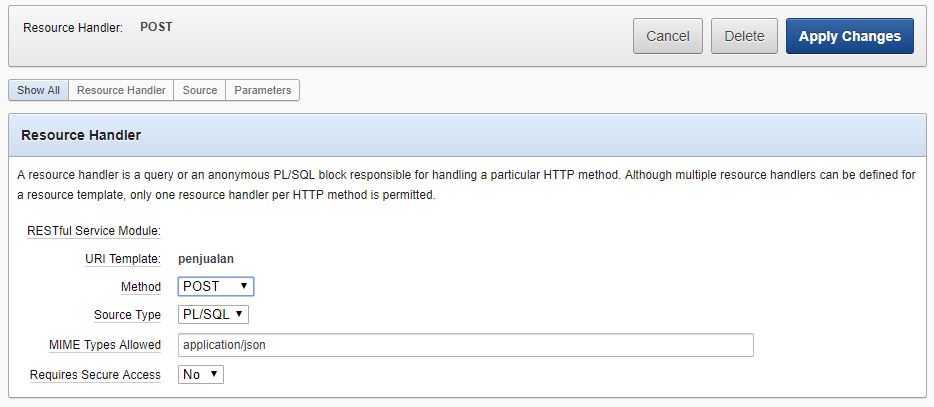 Resource Handler: POST
Cancel Delete Apply Changes
Show All Resource Handler Source Parameters
Resource Handler
A resource handler is a query or an anonymous PL/SQL block responsible for handling a particular HTTP method. Although multiple resource handlers can be defined for
a resource template, only one resource handler per HTTP method is permitted.
RESTful Service Module:
URI Template: penjualan
Method POST
Source Type PL/SQL
MIME Types Allowed application/json
Requires Secure Access No